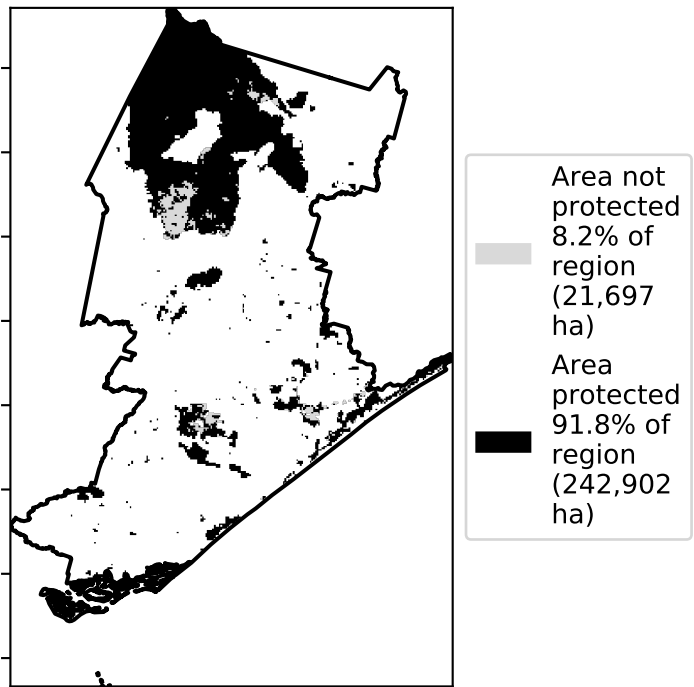 Area not
protected
8.2% of
region
(21,697
ha)
Area
protected
91.8% of
region
(242,902
ha)